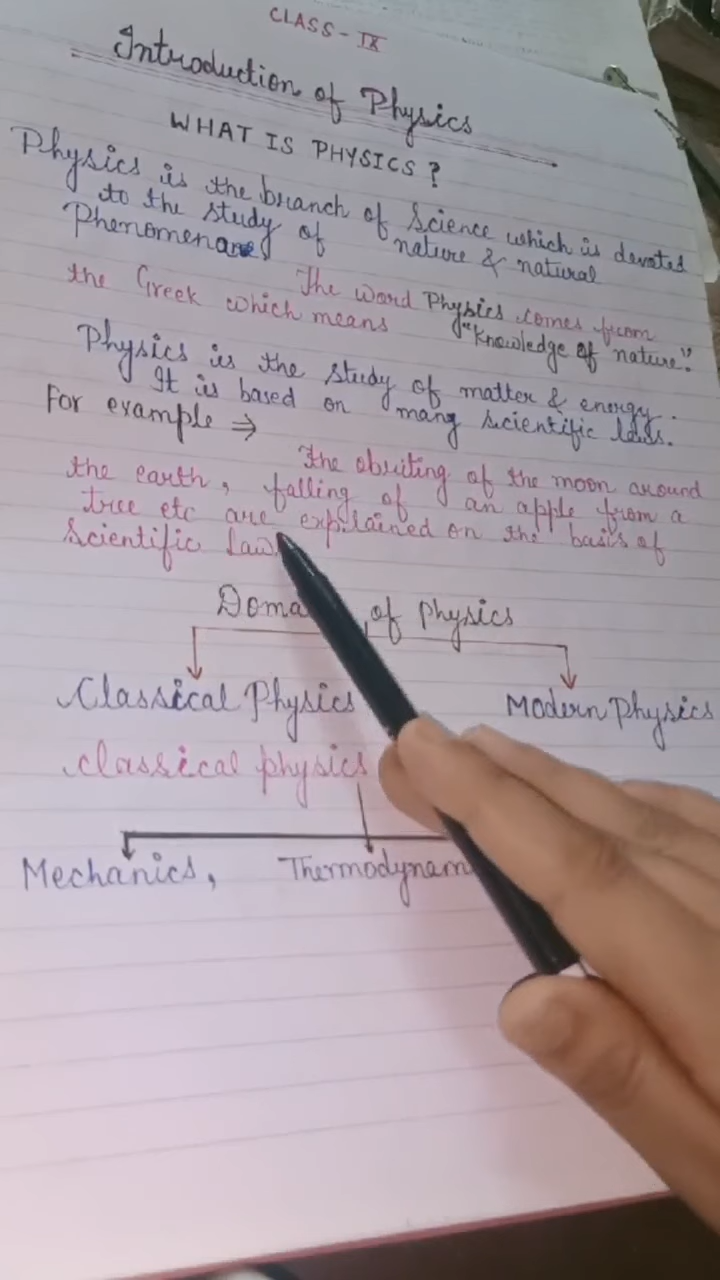 CLASS - IX
Introduction of Physics
WHAT IS PHYSICS ?
Physics is the branch of Science which is devoted
to the study of nature & natural
Phenomena
The word Physics comes from
the Greek which means "Knowledge of nature".
Physics is the study of matter & energy.
It is based on many scientific laws.
For example ⇒
The obriting of the moon around
the earth, falling of an apple from a
tree etc are explained on the basis of
Scientific Law
of Physics
Classical Physics Modern Physics
Classical physics
Mechanics,